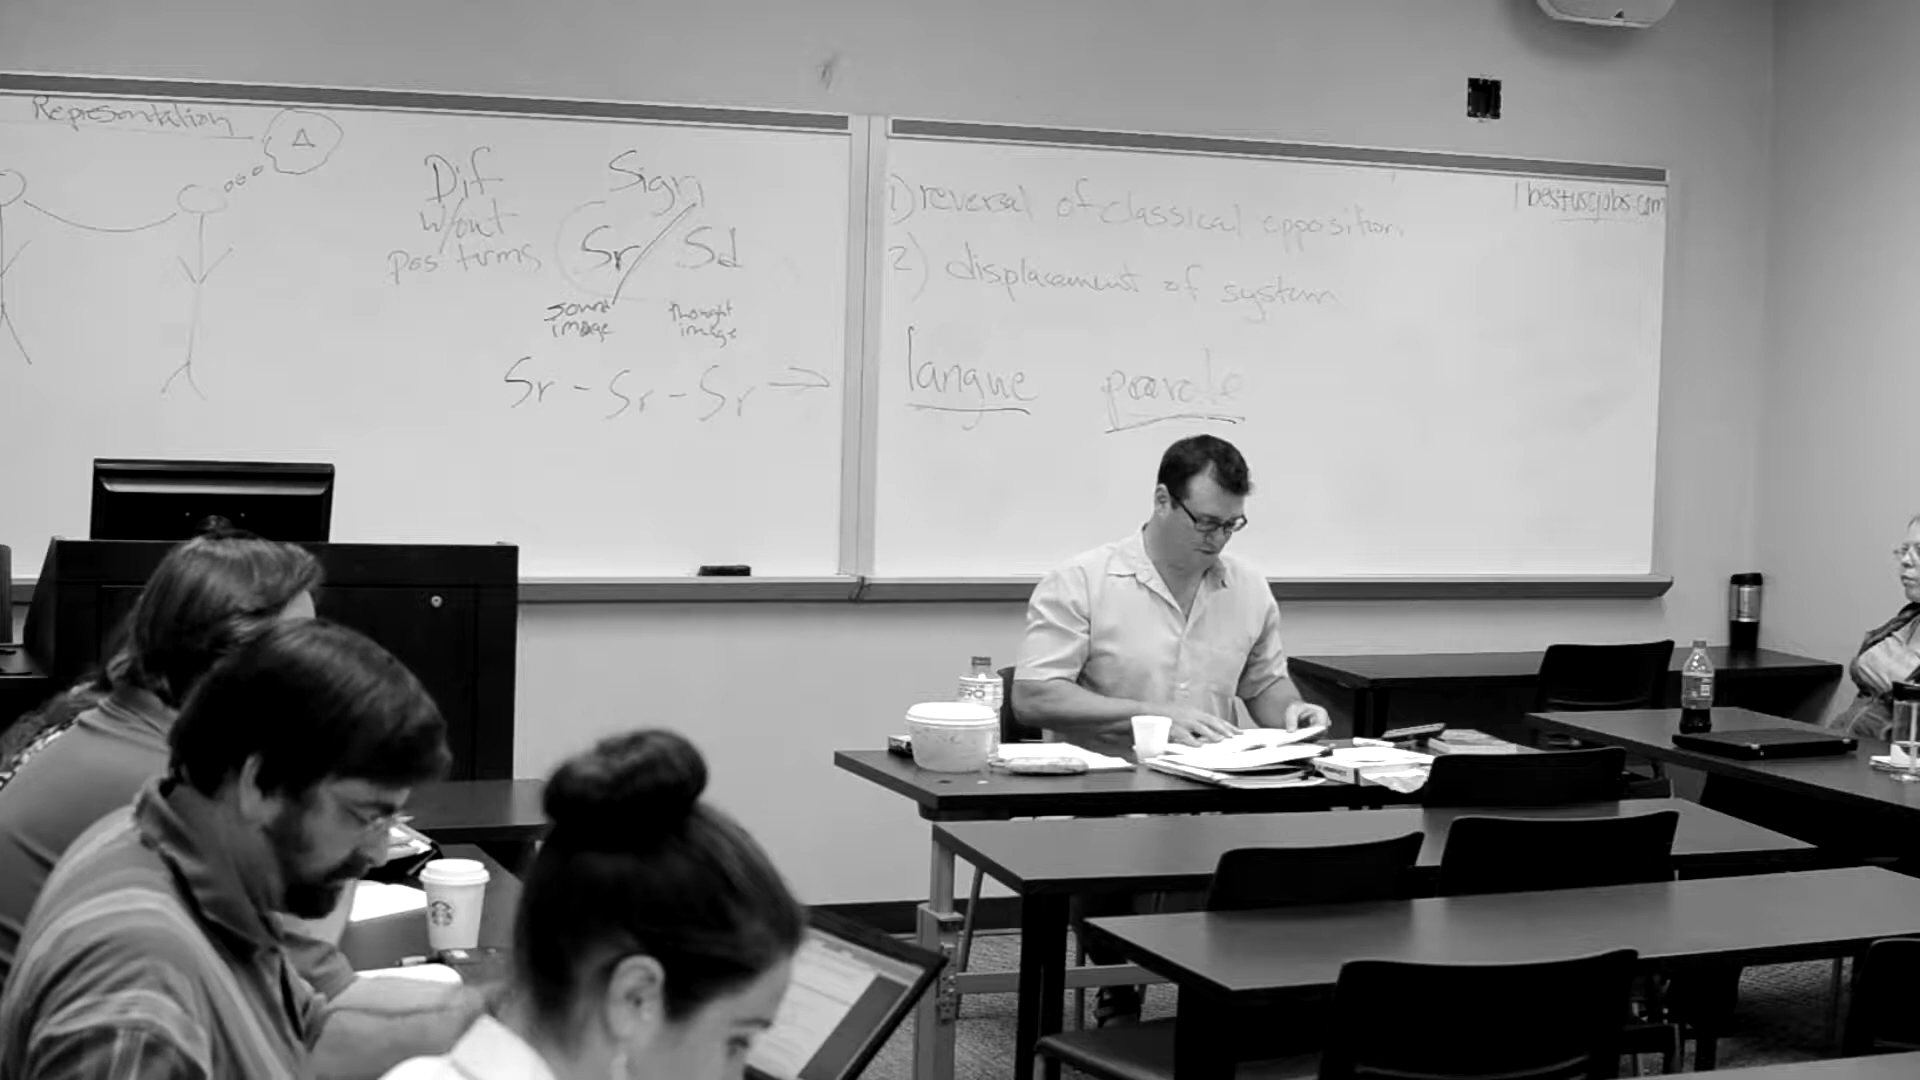 Representation
Δ
Dif
w/out
pos terms
Sign
Sr/Sd
sound
image
thought
image
Sr - Sr - Sr →
1) reversal of classical opposition
2) displacement of system
langue parole
bestusjobs.com